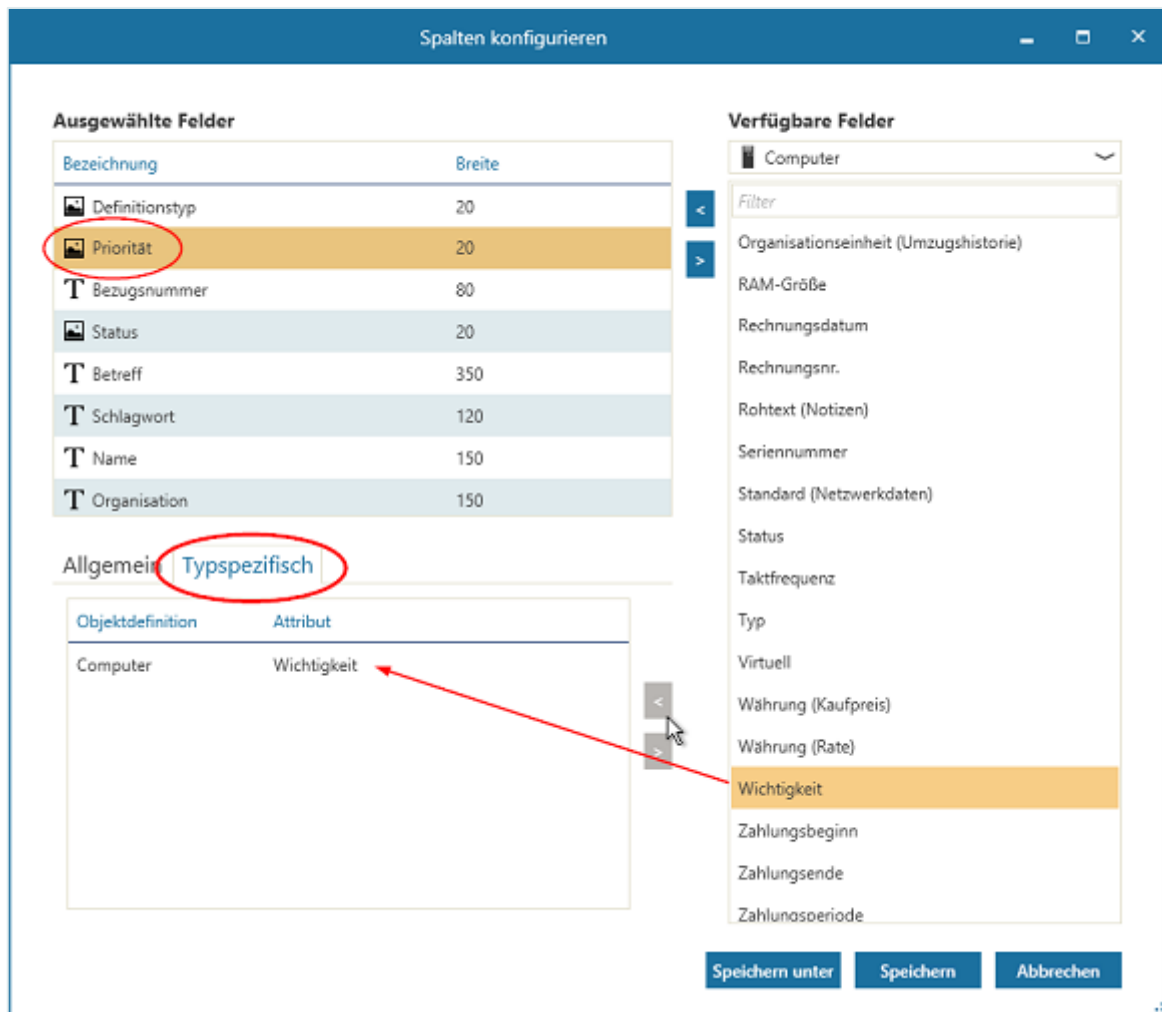 Spalten konfigurieren
Ausgewählte Felder
Bezeichnung Breite
Definitionstyp 20
Priorität 20
Bezugsnummer 80
Status 20
Betreff 350
Schlagwort 120
Name 150
Organisation 150
Allgemein Typspezifisch
Objektdefinition Attribut
Computer Wichtigkeit
<
>
<
>
Verfügbare Felder
Computer
Filter
Organisationseinheit (Umzugshistorie)
RAM-Größe
Rechnungsdatum
Rechnungsnr.
Rohtext (Notizen)
Seriennummer
Standard (Netzwerkdaten)
Status
Taktfrequenz
Typ
Virtuell
Währung (Kaufpreis)
Währung (Rate)
Wichtigkeit
Zahlungsbeginn
Zahlungsende
Zahlungsperiode
Speichern unter Speichern Abbrechen